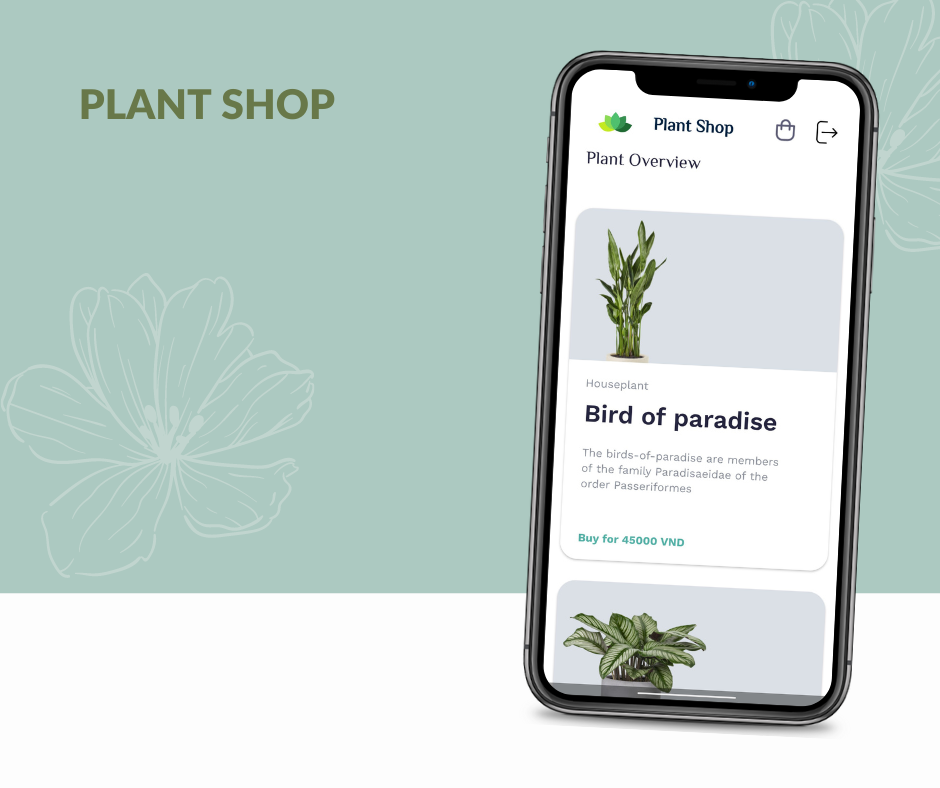 PLANT SHOP
Plant Shop
Plant Overview
Houseplant
Bird of paradise
The birds-of-paradise are members
of the family Paradisaeidae of the
order Passeriformes
Buy for 45000 VND